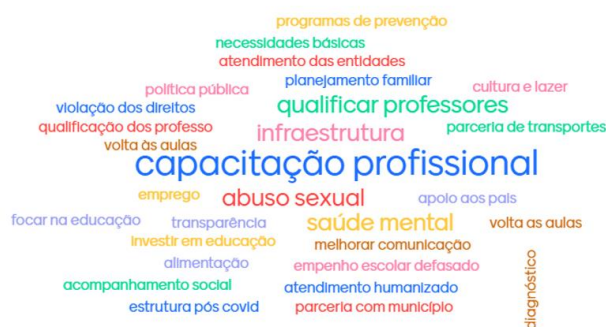 programas de prevenção
necessidades básicas
atendimento das entidades
política pública
planejamento familiar
cultura e lazer
violação dos direitos
qualificar professores
qualificação dos professo
infraestrutura
parceria de transportes
volta às aulas
capacitação profissional
emprego
abuso sexual
apoio aos pais
focar na educação
transparência
saúde mental
volta as aulas
investir em educação
melhorar comunicação
alimentação
empenho escolar defasado
acompanhamento social
atendimento humanizado
diagnóstico
estrutura pós covid
parceria com município